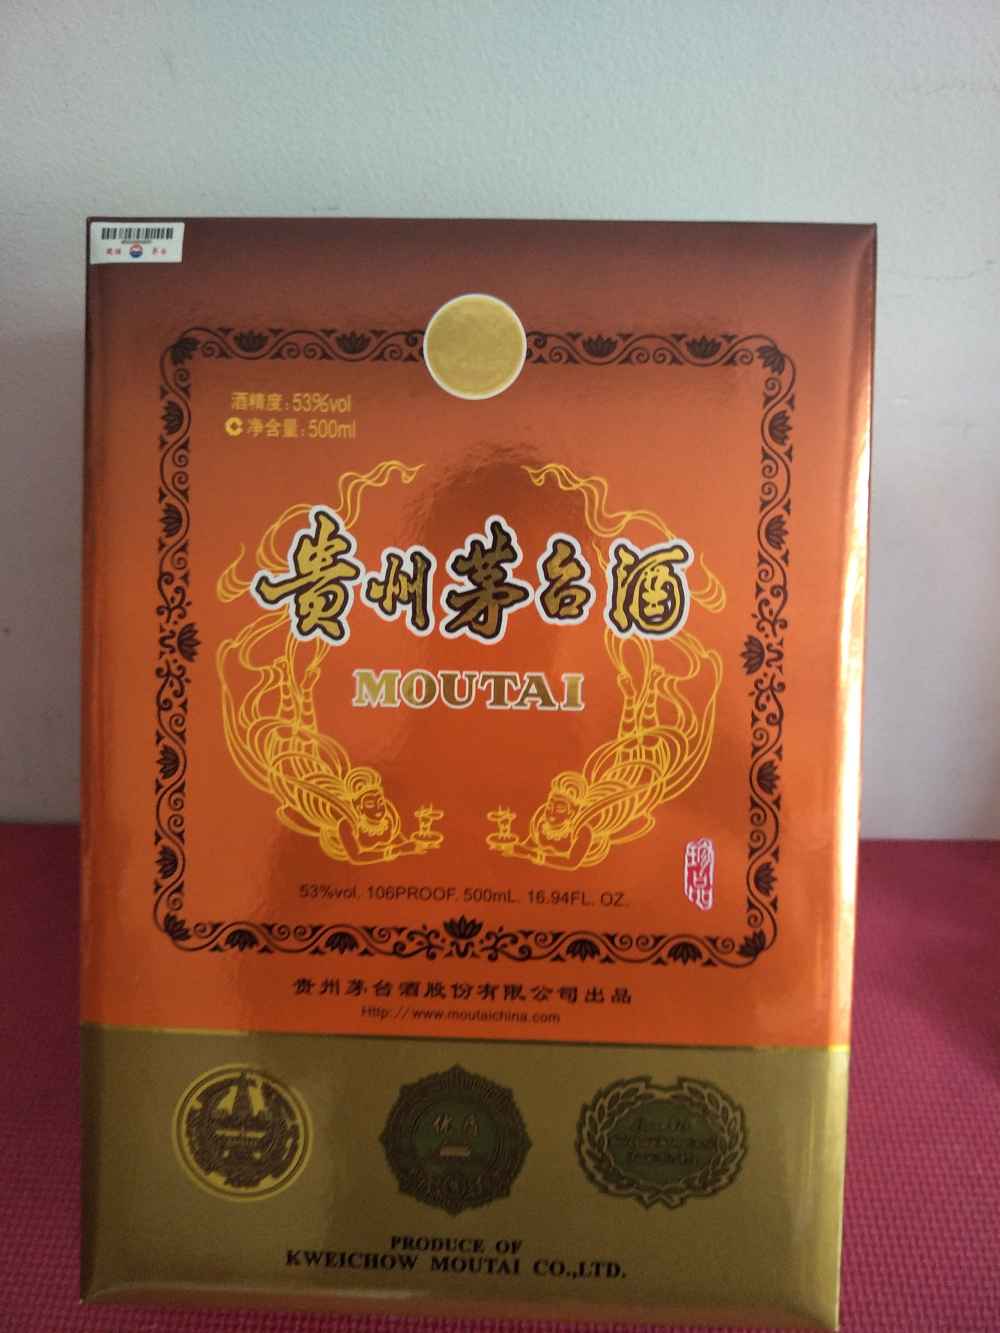 酒精度：53%vol
净含量：500ml
贵州茅台酒
MOUTAI
珍品
53%vol. 106PROOF. 500mL. 16.94FL. OZ.
贵州茅台酒股份有限公司出品
Http://www.moutaichina.com
PRODUCE OF
KWEICHOW MOUTAI CO.,LTD.